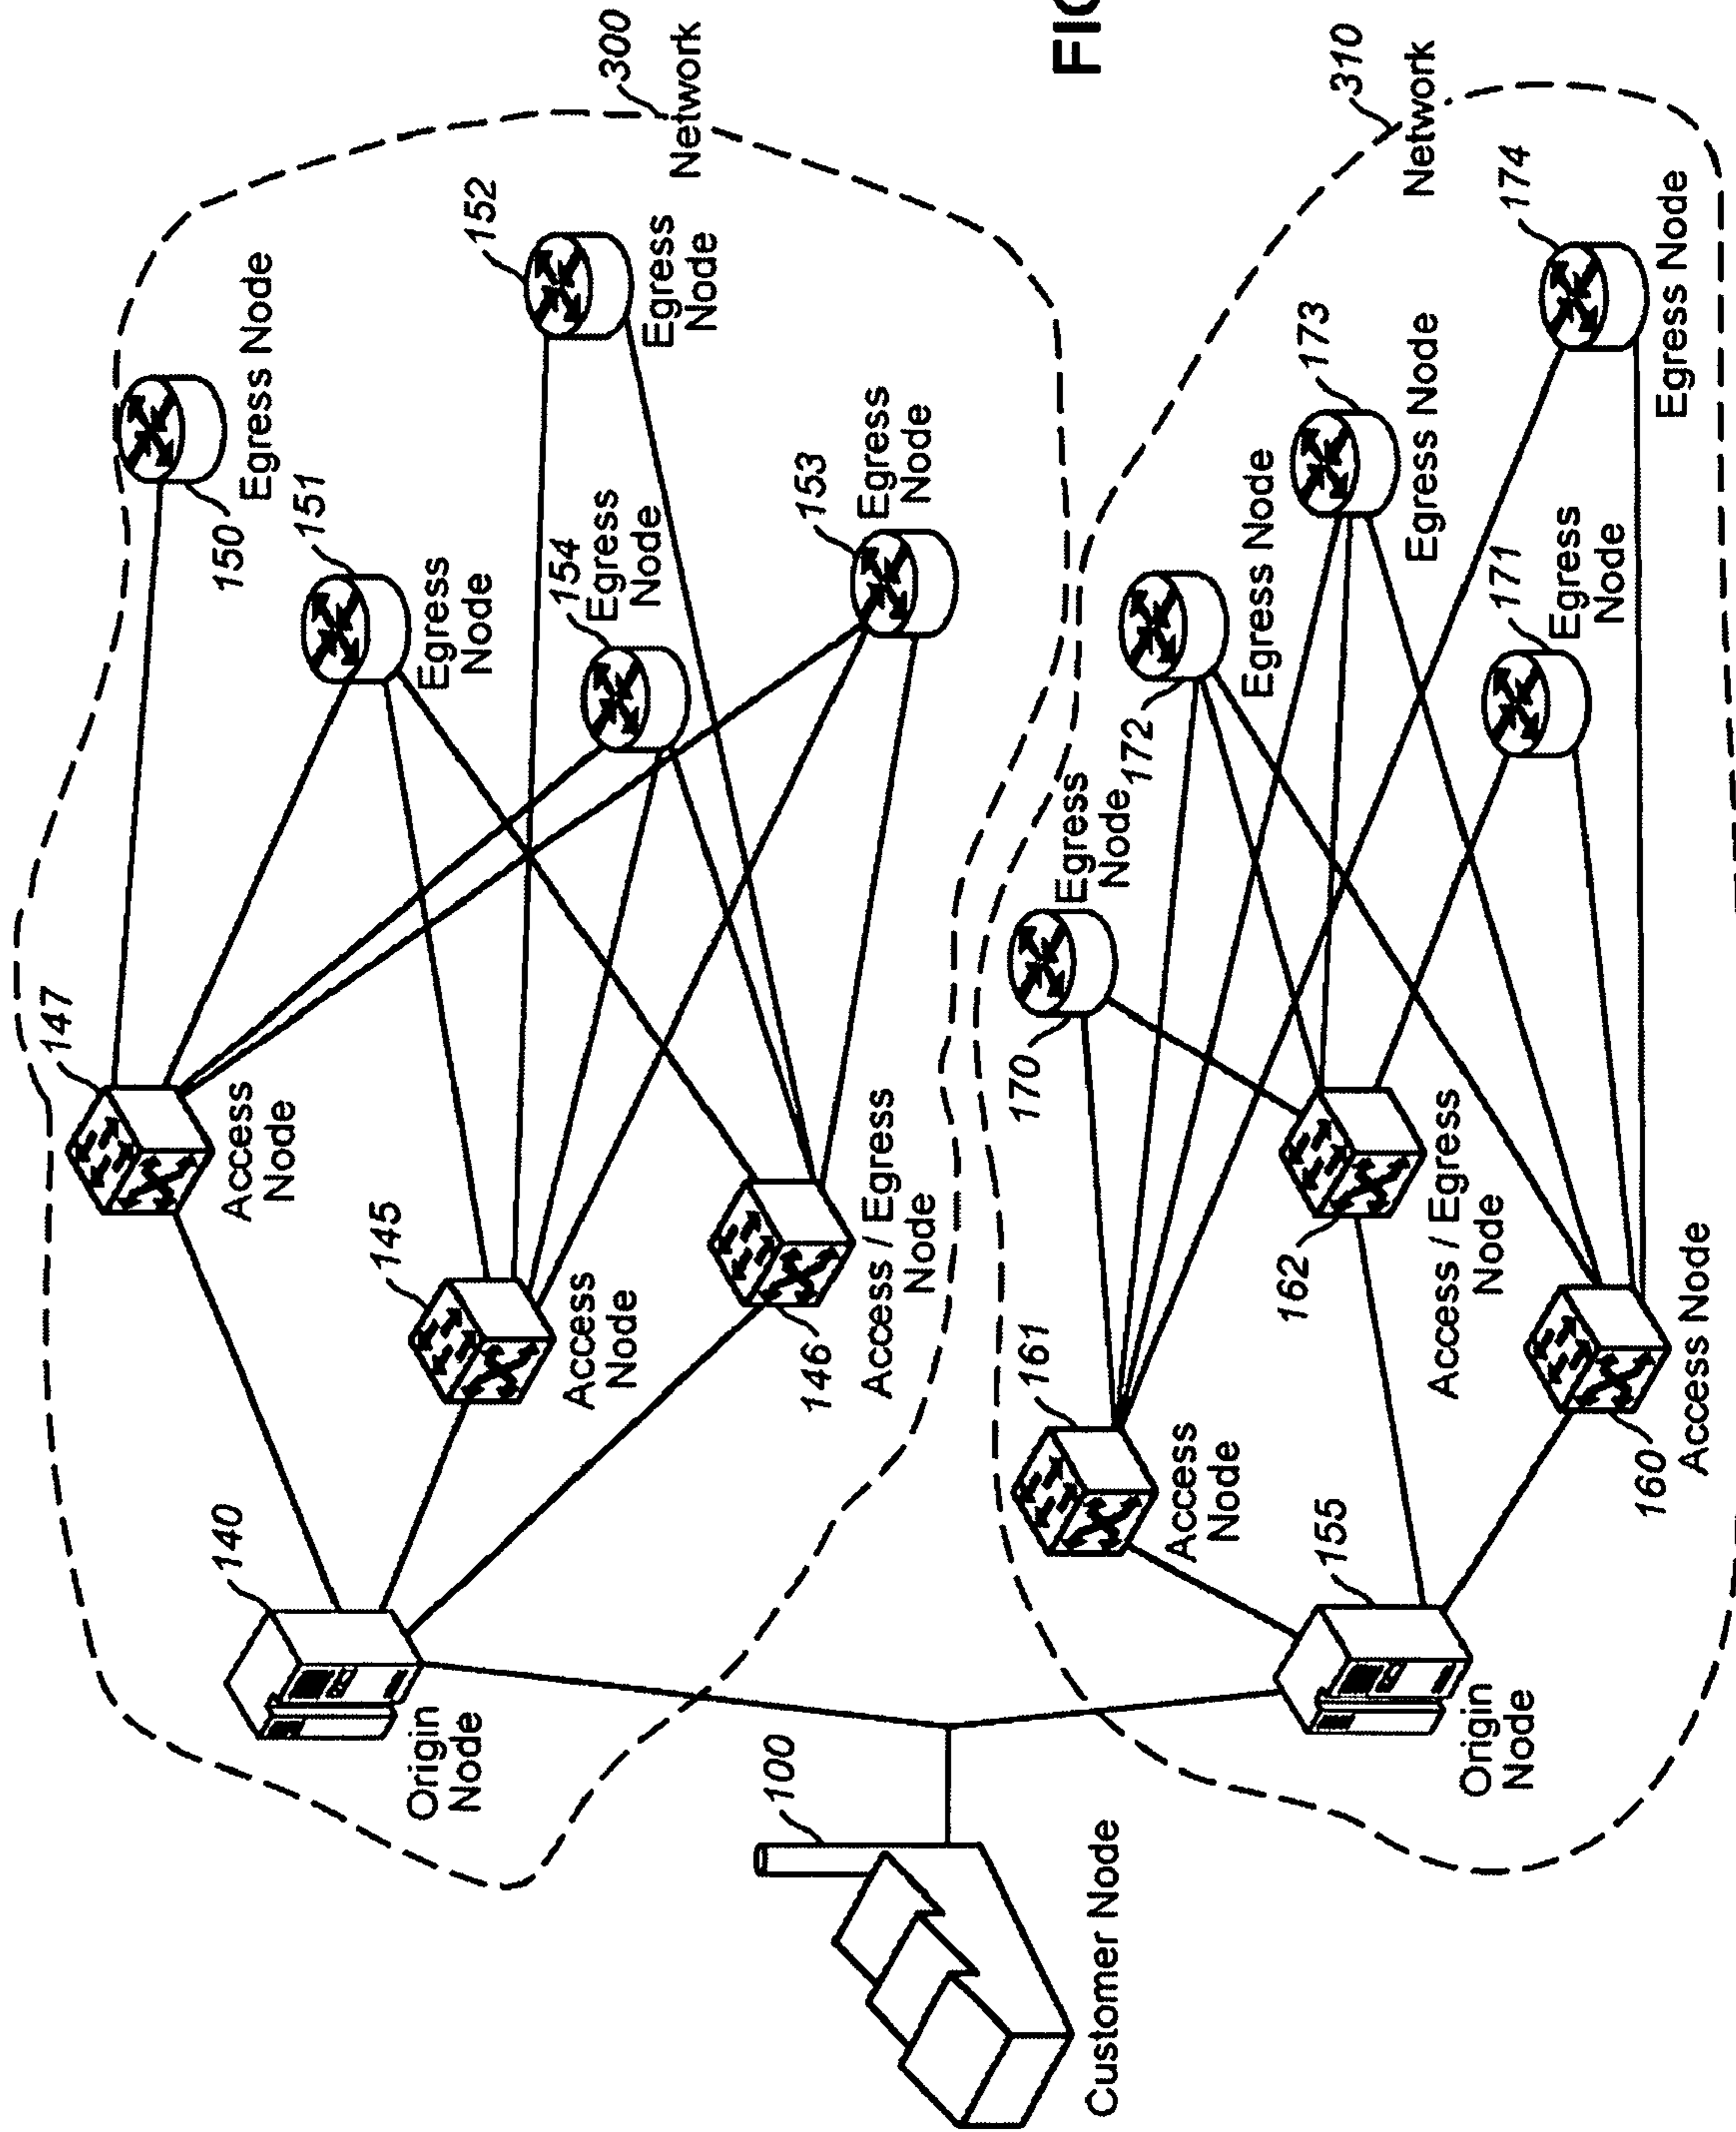 300
Network
152
Egress
Node
Egress Node
150
151
Egress
Node
154
Egress
Node
153
Egress
Node
147
Access
Node
145
Access
Node
146
Access / Egress
Node
140
Origin
Node
100
Customer Node
310
Network
174
Egress Node
173
Egress Node
172
Egress Node
171
Egress
Node
170
Egress
Node
162
Access / Egress
Node
161
Access
Node
160
Access Node
155
Origin
Node